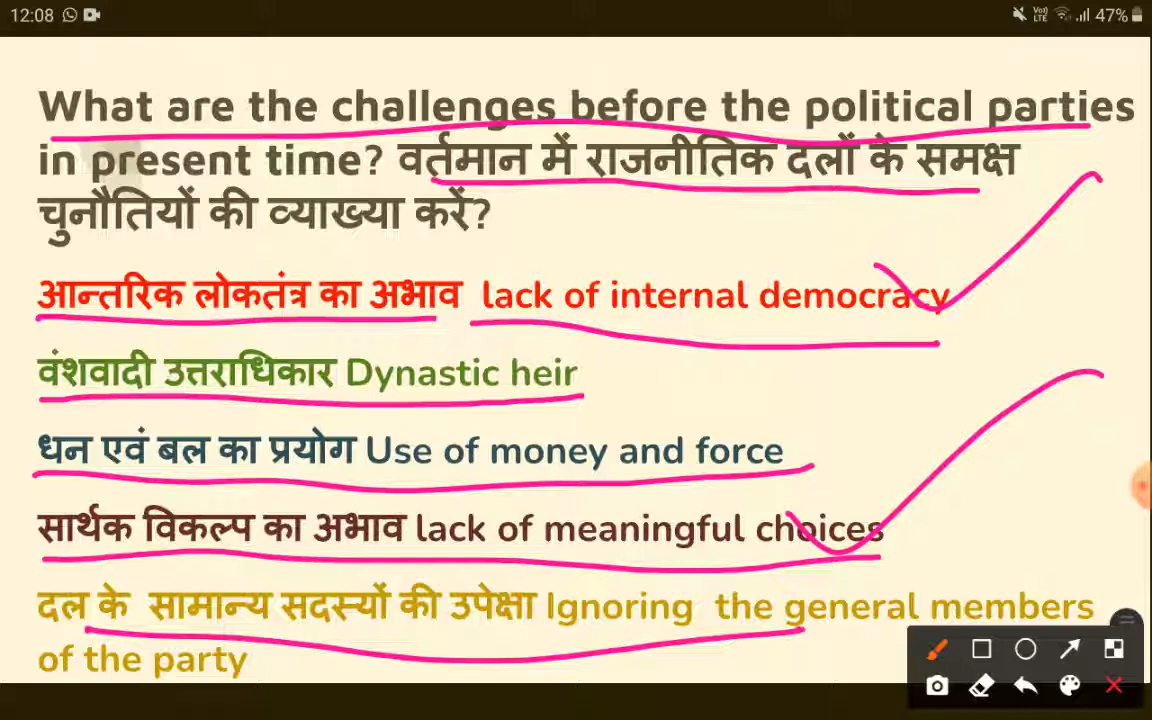 12:08 Vo) LTE 47%
What are the challenges before the political parties
in present time? वर्तमान में राजनीतिक दलों के समक्ष
चुनौतियों की व्याख्या करें?
आन्तरिक लोकतंत्र का अभाव lack of internal democracy
वंशवादी उत्तराधिकार Dynastic heir
धन एवं बल का प्रयोग Use of money and force
सार्थक विकल्प का अभाव lack of meaningful choices
दल के सामान्य सदस्यों की उपेक्षा Ignoring the general members
of the party